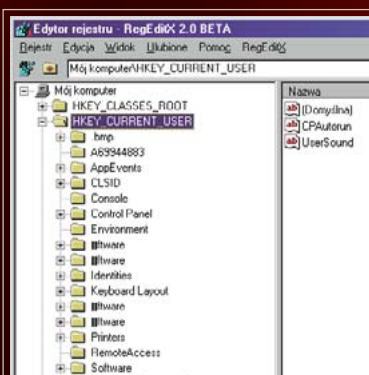 Edytor rejestru - RegEditX 2.0 BETA
Rejestr Edycja Widok Ulubione Pomoc RegEditX
Mój komputer\HKEY_CURRENT_USER
Mój komputer
HKEY_CLASSES_ROOT
HKEY_CURRENT_USER
.bmp
A69944883
AppEvents
CLSID
Console
Control Panel
Environment
Identities
Keyboard Layout
Printers
RemoteAccess
Software
Nazwa
(Domyślna)
CPAutorun
UserSound